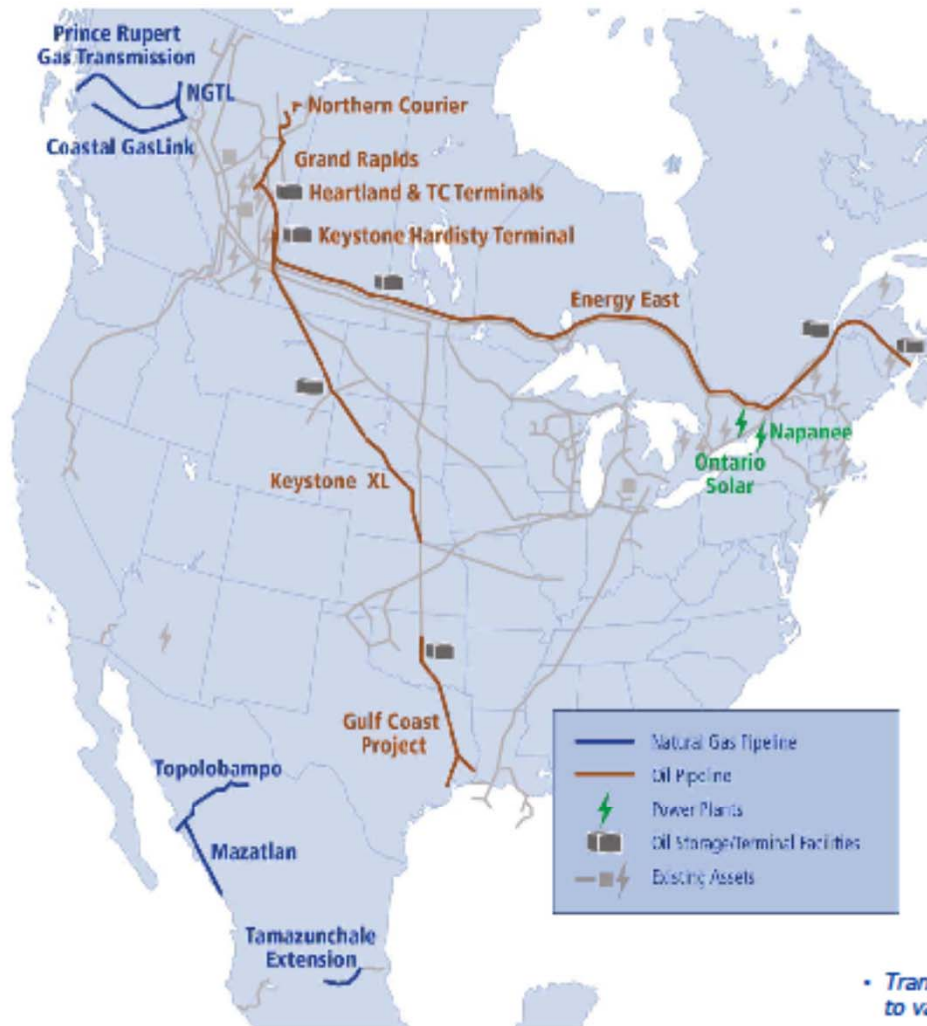 Prince Rupert
Gas Transmission
NGTL
Coastal GasLink
Northern Courier
Grand Rapids
Heartland & TC Terminals
Keystone Hardisty Terminal
Energy East
Napanee
Ontario
Solar
Keystone XL
Gulf Coast
Project
Topolobampo
Mazatlan
Tamazunchale
Extension
Natural Gas Pipeline
Oil Pipeline
Power Plants
Oil Storage/Terminal Facilities
Existing Assets
to